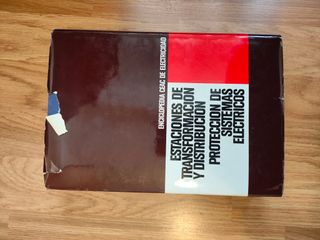 ENCICLOPEDIA CEAC DE ELECTRICIDAD
ESTACIONES DE
TRANSFORMACION
Y DISTRIBUCION
PROTECCION DE
SISTEMAS
ELECTRICOS